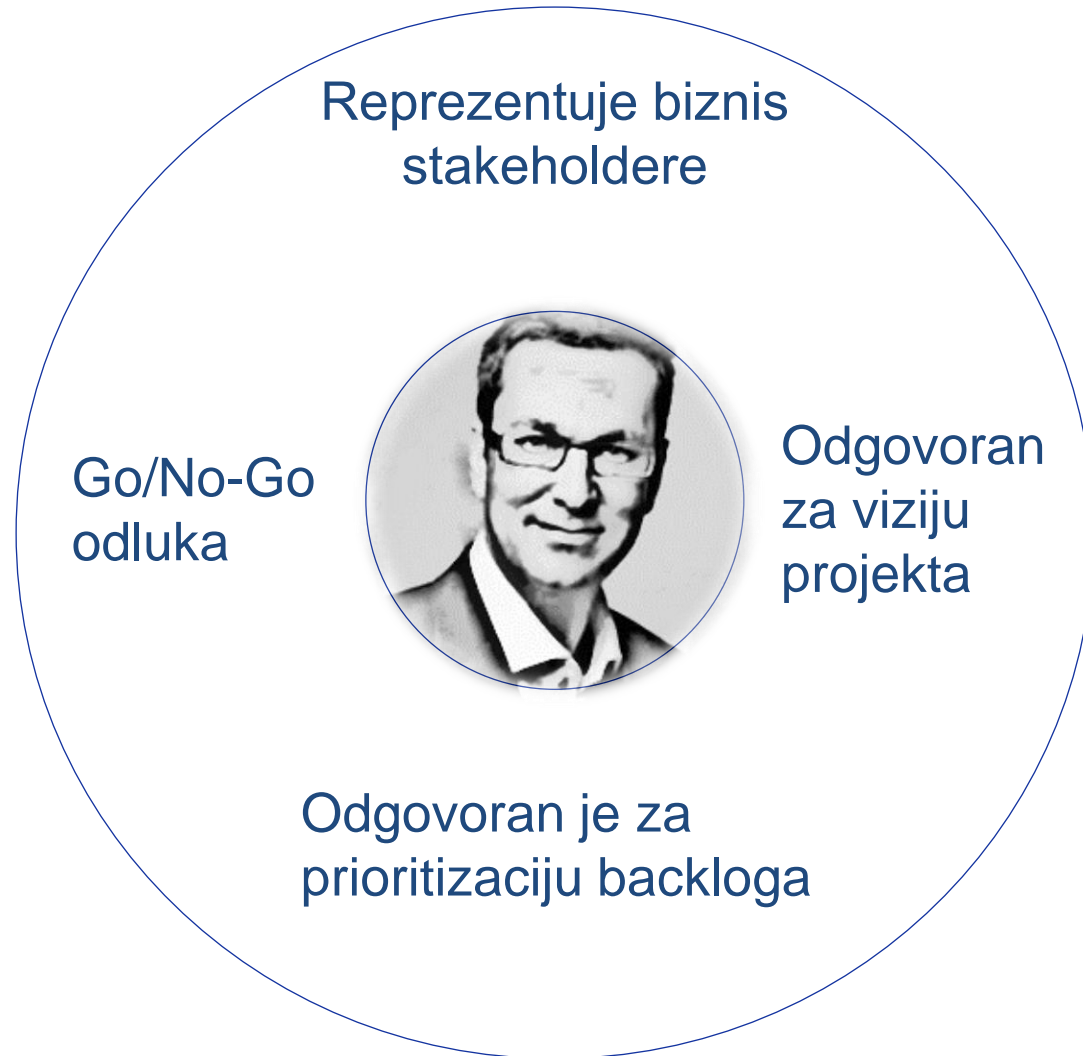 Reprezentuje biznis
stakeholdere
Go/No-Go
odluka
Odgovoran
za viziju
projekta
Odgovoran je za
prioritizaciju backloga